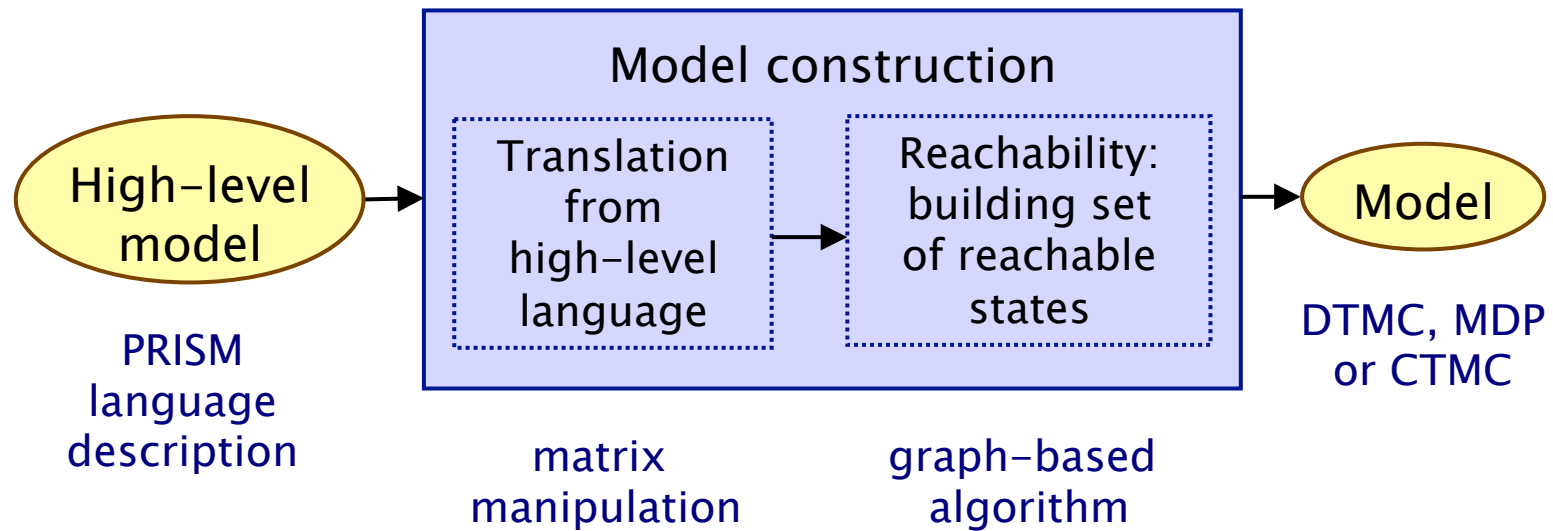 Model construction
High-level
model
PRISM
language
description
Translation
from
high-level
language
matrix
manipulation
Reachability:
building set
of reachable
states
graph-based
algorithm
Model
DTMC, MDP
or CTMC